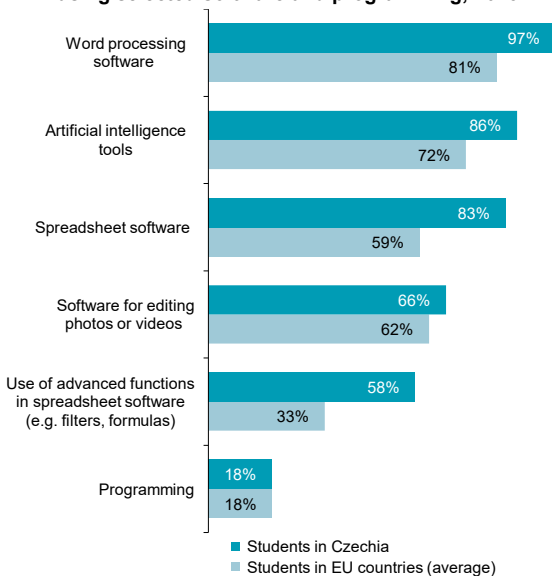 Word processing
software
97%
81%
Artificial intelligence
tools
86%
72%
Spreadsheet software
83%
59%
Software for editing
photos or videos
66%
62%
Use of advanced functions
in spreadsheet software
(e.g. filters, formulas)
58%
33%
Programming
18%
18%
Students in Czechia
Students in EU countries (average)